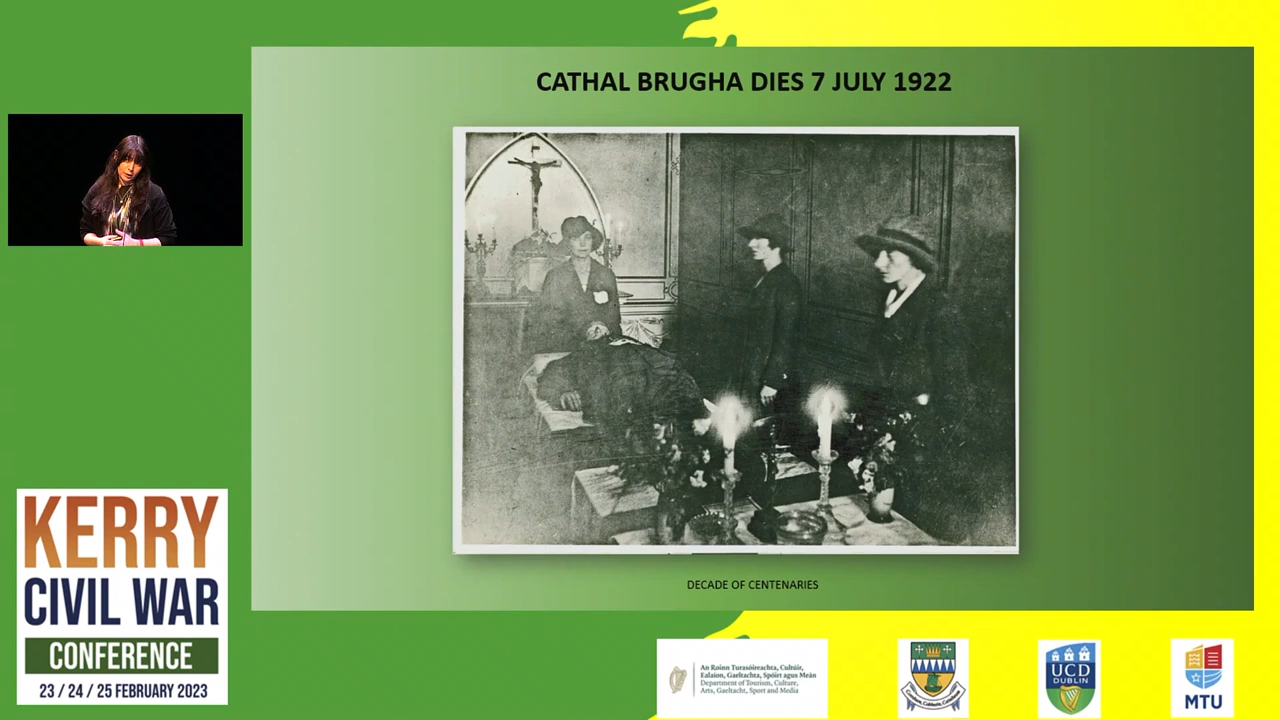 CATHAL BRUGHA DIES 7 JULY 1922
DECADE OF CENTENARIES
KERRY
CIVIL WAR
CONFERENCE
23 / 24 / 25 FEBRUARY 2023
An Roinn Turasóireachta, Cultúir,
Ealaíon, Gaeltachta, Spóirt agus Meán
Department of Tourism, Culture,
Arts, Gaeltacht, Sport and Media
UCD
DUBLIN
MTU